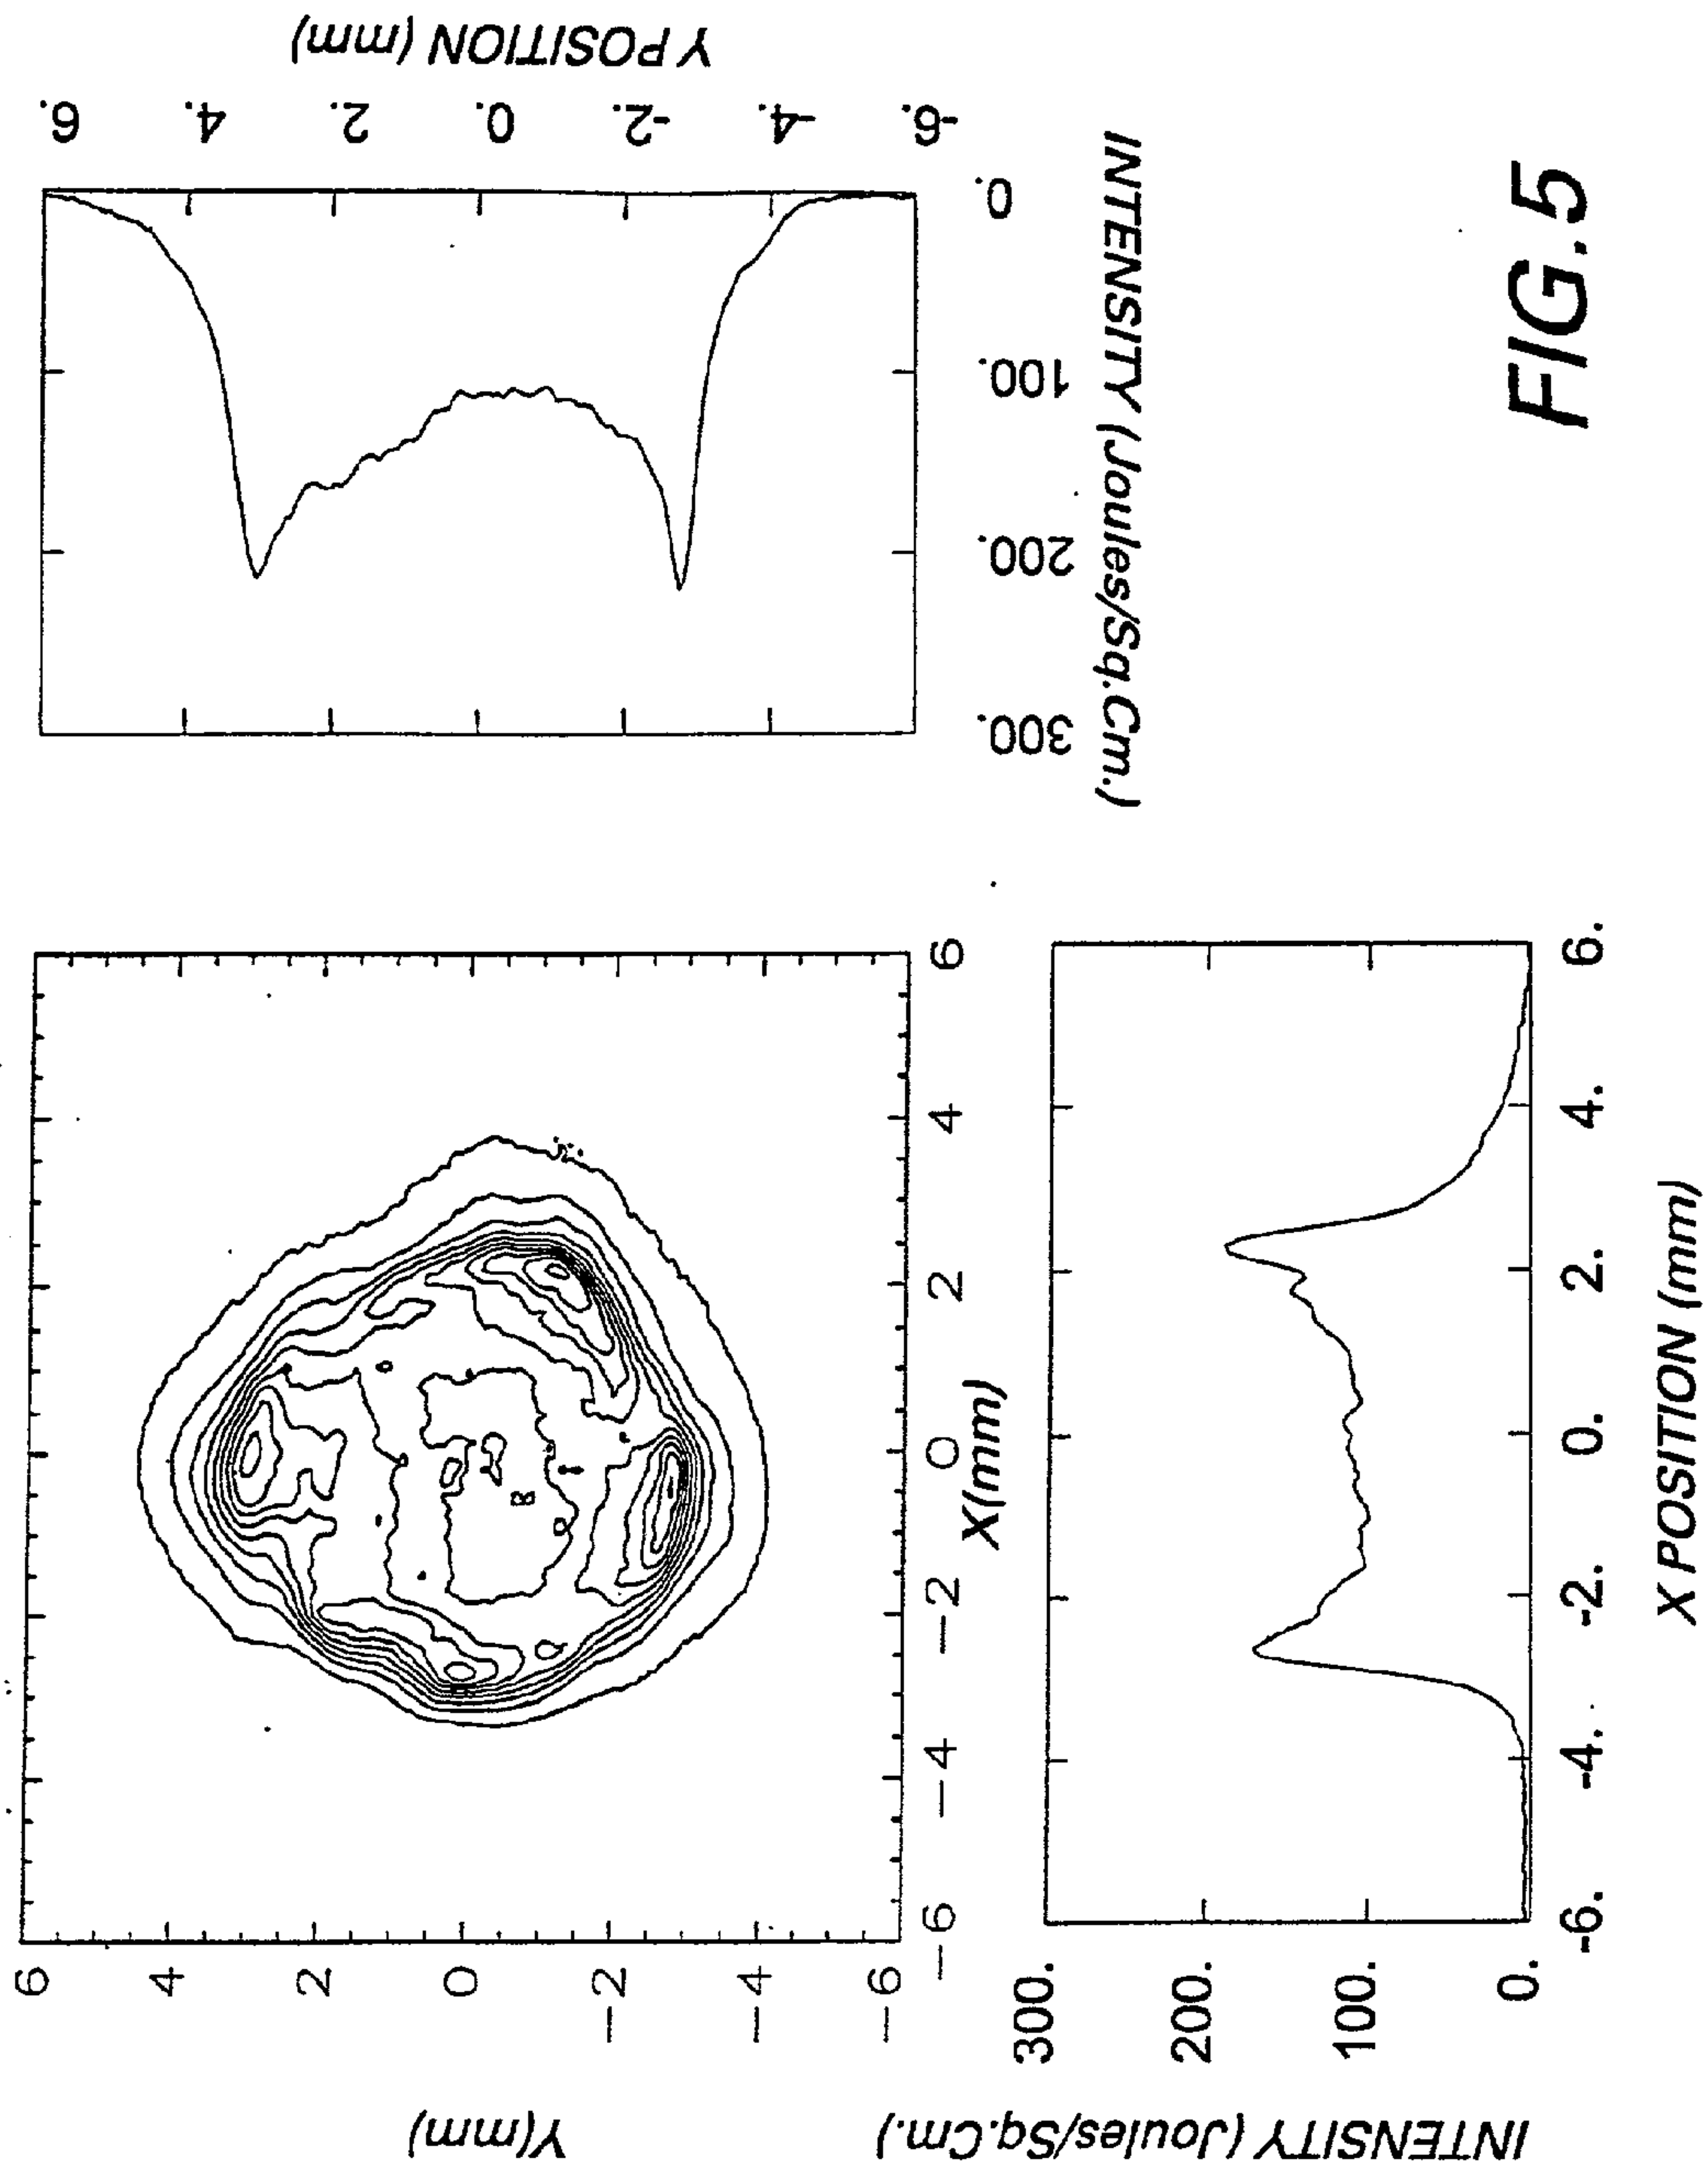 6 4 2 0 -2 -4 -6
Y(mm)
-6 -4 -2 0 2 4 6
X(mm)
300. 200. 100. 0.
INTENSITY (Joules/Sq.Cm.)
-6. -4. -2. 0. 2. 4. 6.
X POSITION (mm)
6. 4. 2. 0. -2. -4. -6.
Y POSITION (mm)
300. 200. 100. 0.
INTENSITY (Joules/Sq.Cm.)
FIG.5